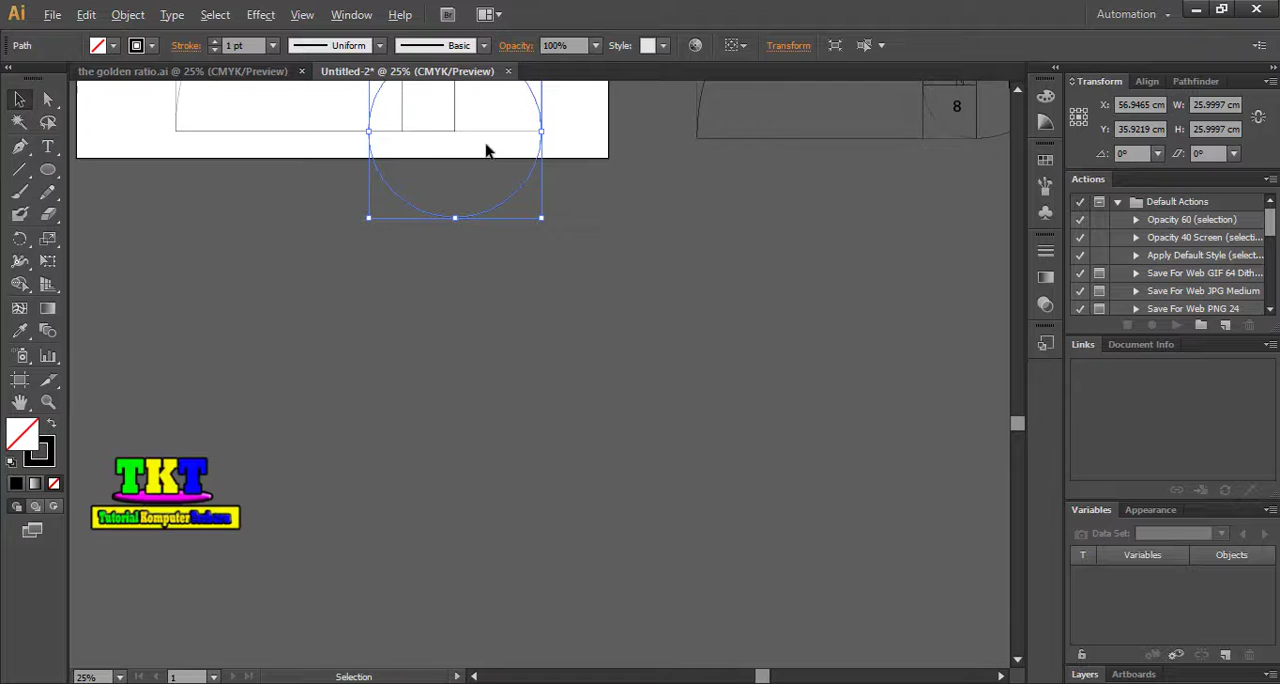 Ai File Edit Object Type Select Effect View Window Help Br Automation
Path Stroke: 1 pt Uniform Basic Opacity: 100% Style: Transform
the golden ratio.ai @ 25% (CMYK/Preview) × Untitled-2* @ 25% (CMYK/Preview) ×
Transform Align Pathfinder
X: 56.9465 cm W: 25.9997 cm
Y: 35.9219 cm H: 25.9997 cm
0° 0°
8
Actions
Default Actions
Opacity 60 (selection)
Opacity 40 Screen (selecti...
Apply Default Style (select...
Save For Web GIF 64 Dith...
Save For Web JPG Medium
Save For Web PNG 24
Links Document Info
TKT
Tutorial Komputer Terbaru
Variables Appearance
Data Set:
T Variables Objects
Layers Artboards
25% 1 Selection